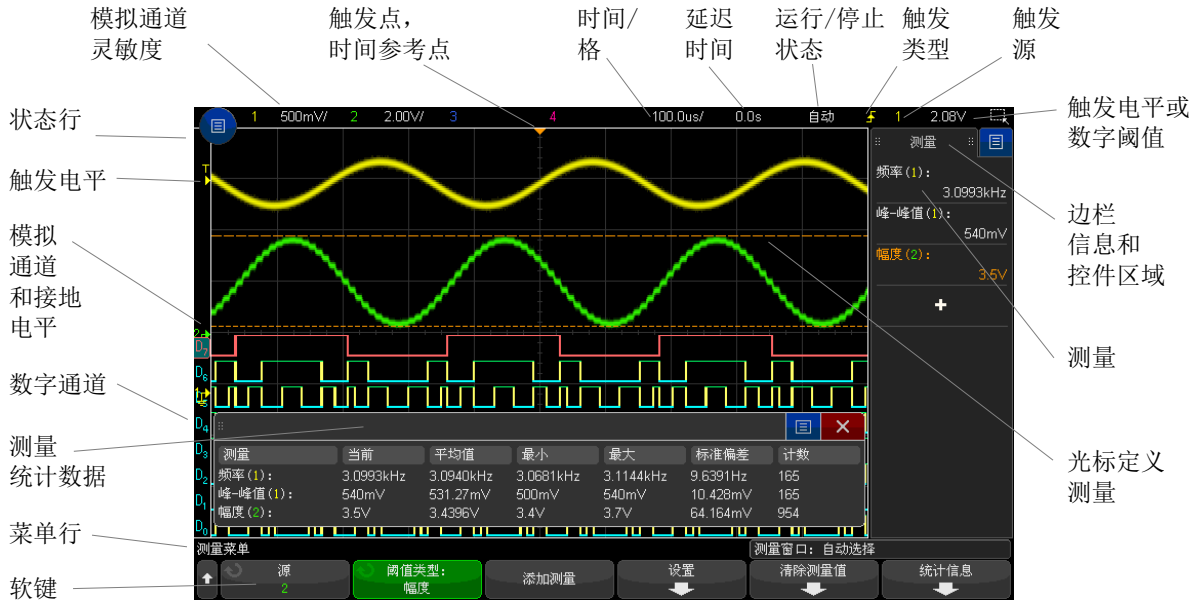 模拟通道
灵敏度
触发点，
时间参考点
时间/
格
延迟
时间
运行/停止
状态
触发
类型
触发
源
状态行
触发电平
模拟
通道
和接地
电平
数字通道
测量
统计数据
菜单行
软键
触发电平或
数字阈值
边栏
信息和
控件区域
测量
光标定义
测量
1 500mV/ 2 2.00V/ 3 4 100.0us/ 0.0s 自动 1 2.08V
T
测量
频率(1):
3.0993kHz
峰-峰值(1):
540mV
幅度(2):
3.5V
2
D7
D6
1
D4
D3
D2
D1
D0
测量 当前 平均值 最小 最大 标准偏差 计数
频率(1): 3.0993kHz 3.0940kHz 3.0681kHz 3.1144kHz 9.6391Hz 165
峰-峰值(1): 540mV 531.27mV 500mV 540mV 10.428mV 165
幅度(2): 3.5V 3.4396V 3.4V 3.7V 64.164mV 954
测量菜单
测量窗口: 自动选择
源
2
阈值类型:
幅度
添加测量
设置
清除测量值
统计信息